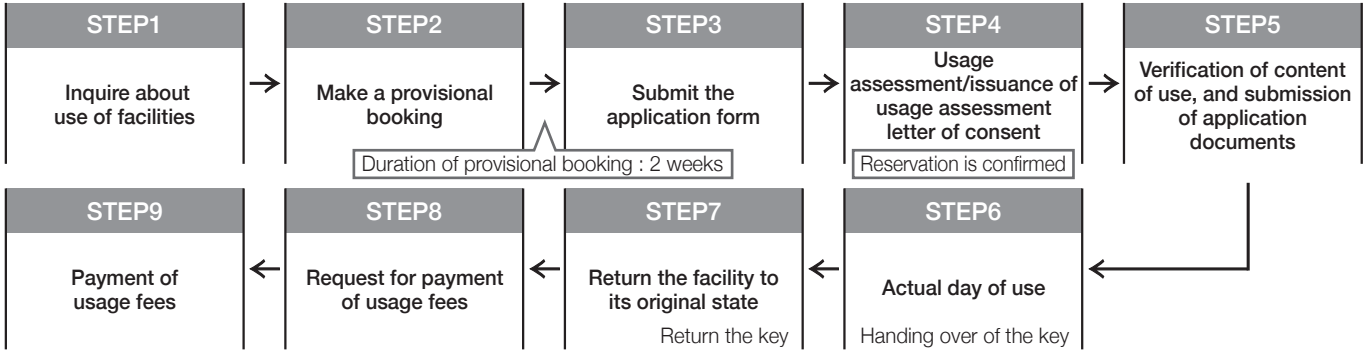 STEP1
Inquire about
use of facilities
STEP2
Make a provisional
booking
Duration of provisional booking : 2 weeks
STEP3
Submit the
application form
STEP4
Usage
assessment/issuance of
usage assessment
letter of consent
Reservation is confirmed
STEP5
Verification of content
of use, and submission
of application
documents
STEP6
Actual day of use
Handing over of the key
STEP7
Return the facility to
its original state
Return the key
STEP8
Request for payment
of usage fees
STEP9
Payment of
usage fees